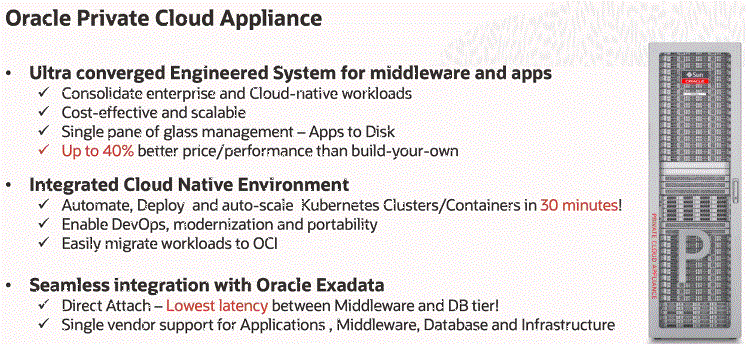 Oracle Private Cloud Appliance
• Ultra converged Engineered System for middleware and apps
✓ Consolidate enterprise and Cloud-native workloads
✓ Cost-effective and scalable
✓ Single pane of glass management – Apps to Disk
✓ Up to 40% better price/performance than build-your-own
• Integrated Cloud Native Environment
✓ Automate, Deploy and auto-scale Kubernetes Clusters/Containers in 30 minutes!
✓ Enable DevOps, modernization and portability
✓ Easily migrate workloads to OCI
• Seamless integration with Oracle Exadata
✓ Direct Attach – Lowest latency between Middleware and DB tier!
✓ Single vendor support for Applications , Middleware, Database and Infrastructure
Sun
ORACLE
PRIVATE CLOUD APPLIANCE
P